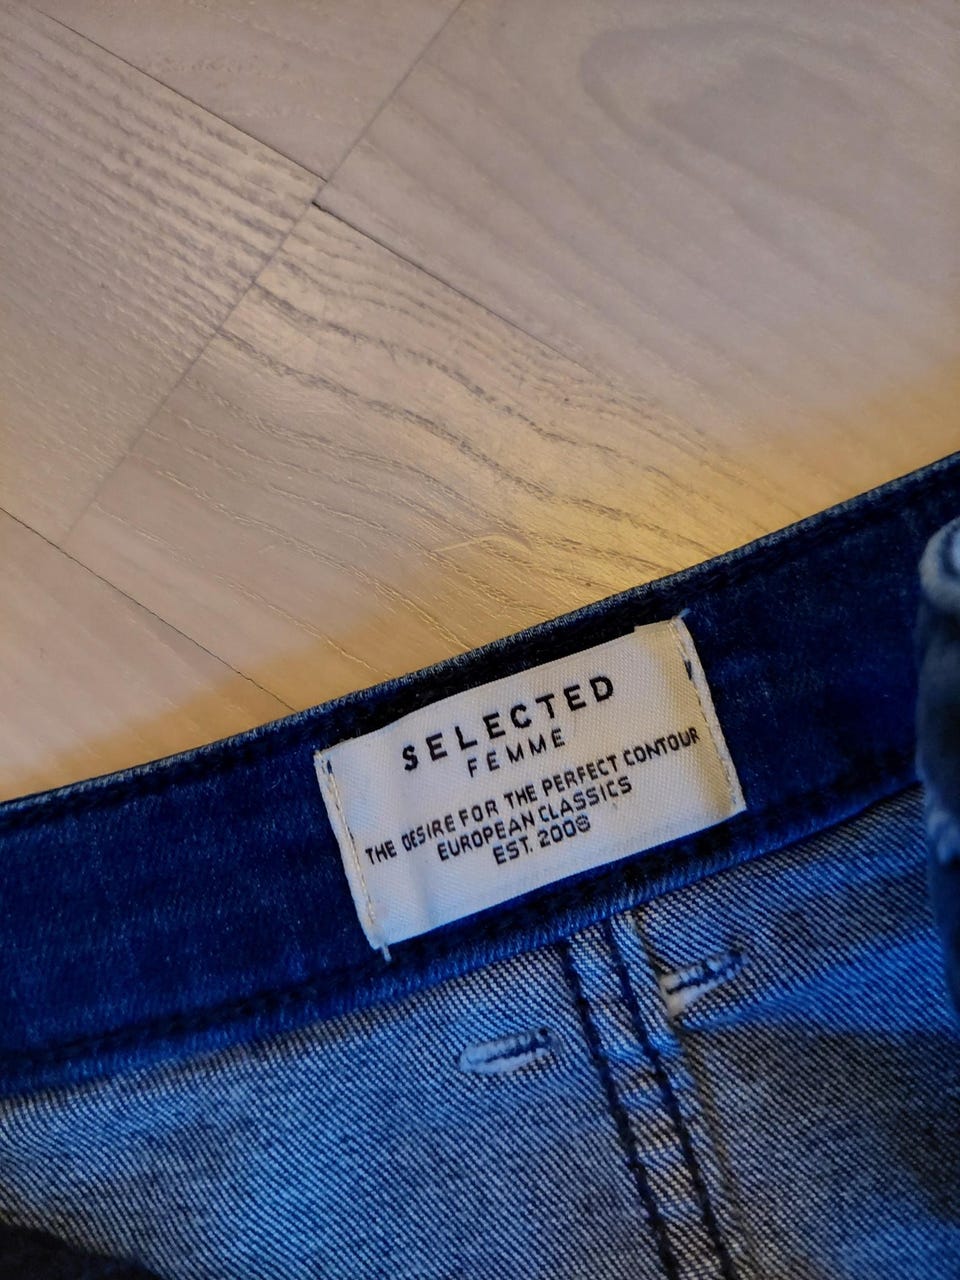 SELECTED
FEMME
THE DESIRE FOR THE PERFECT CONTOUR
EUROPEAN CLASSICS
EST. 2008